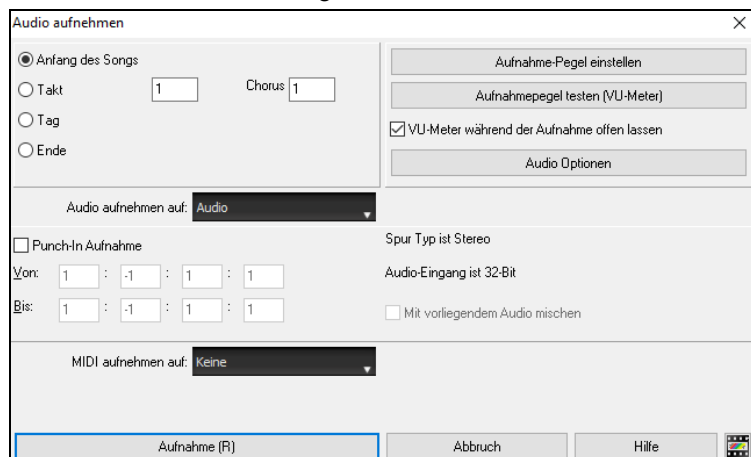 Audio aufnehmen
Anfang des Songs
Takt 1 Chorus 1
Tag
Ende
Aufnahme-Pegel einstellen
Aufnahmepegel testen (VU-Meter)
VU-Meter während der Aufnahme offen lassen
Audio Optionen
Audio aufnehmen auf: Audio
Punch-In Aufnahme
Von: 1 : -1 : 1 : 1
Bis: 1 : -1 : 1 : 1
Spur Typ ist Stereo
Audio-Eingang ist 32-Bit
Mit vorliegendem Audio mischen
MIDI aufnehmen auf: Keine
Aufnahme (R) Abbruch Hilfe